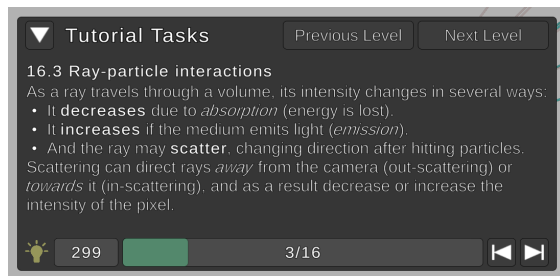 Tutorial Tasks
Previous Level
Next Level
16.3 Ray-particle interactions
As a ray travels through a volume, its intensity changes in several ways:
• It decreases due to absorption (energy is lost).
• It increases if the medium emits light (emission).
• And the ray may scatter, changing direction after hitting particles.
Scattering can direct rays away from the camera (out-scattering) or
towards it (in-scattering), and as a result decrease or increase the
intensity of the pixel.
299
3/16